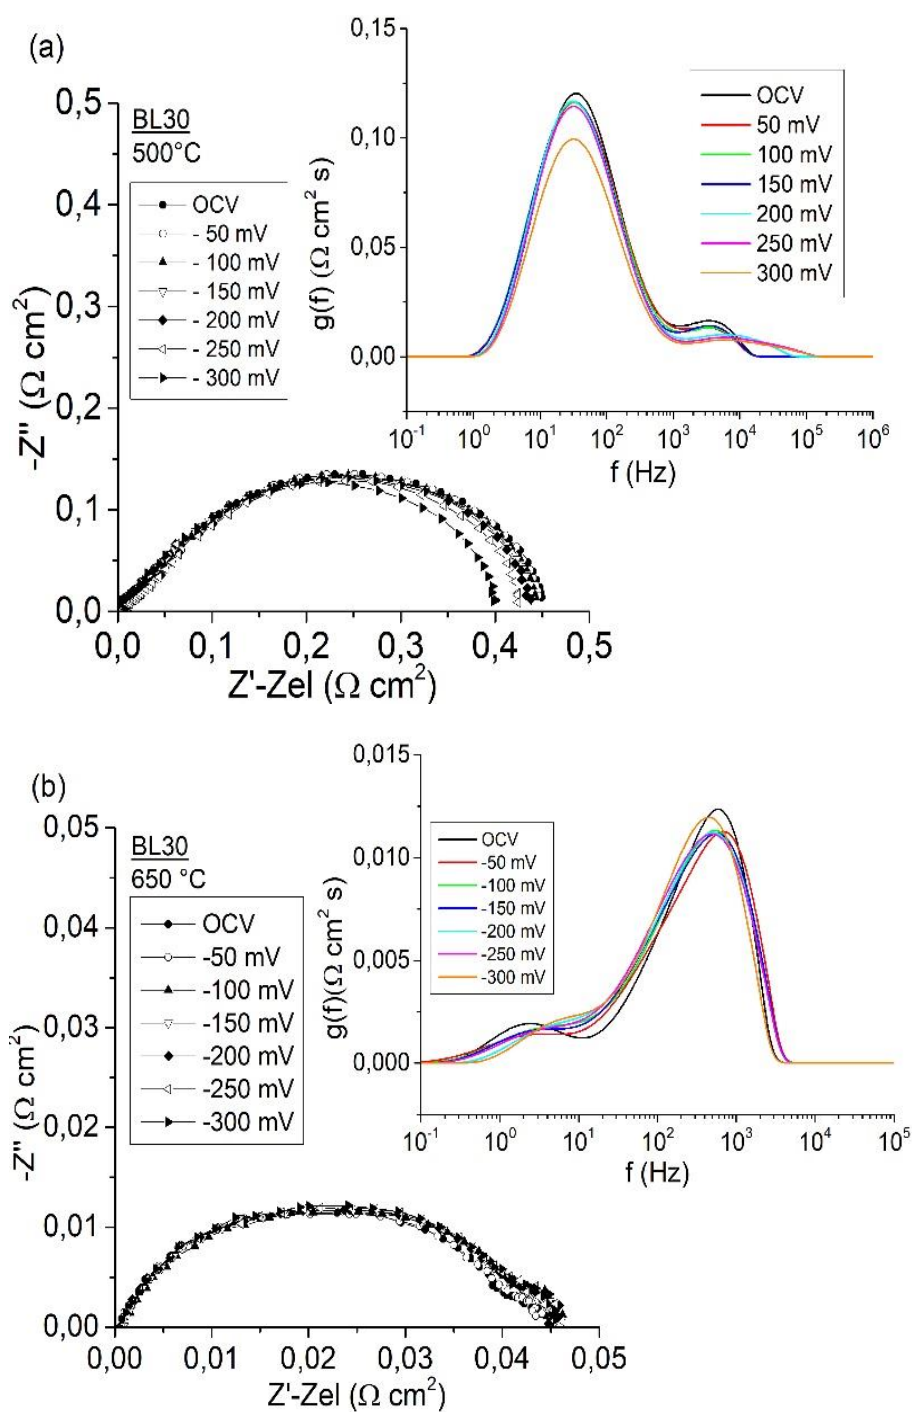 (a)
BL30
500°C
OCV
- 50 mV
- 100 mV
- 150 mV
- 200 mV
- 250 mV
- 300 mV
-Z'' (Ω cm²)
0,5
0,4
0,3
0,2
0,1
0,0
0,0 0,1 0,2 0,3 0,4 0,5
Z'-Zel (Ω cm²)
g(f) (Ω cm² s)
0,15
0,10
0,05
0,00
10⁻¹ 10⁰ 10¹ 10² 10³ 10⁴ 10⁵ 10⁶
f (Hz)
OCV
50 mV
100 mV
150 mV
200 mV
250 mV
300 mV
(b)
BL30
650 °C
OCV
-50 mV
-100 mV
-150 mV
-200 mV
-250 mV
-300 mV
-Z'' (Ω cm²)
0,05
0,04
0,03
0,02
0,01
0,00
0,00 0,01 0,02 0,03 0,04 0,05
Z'-Zel (Ω cm²)
g(f)(Ω cm² s)
0,015
0,010
0,005
0,000
10⁻¹ 10⁰ 10¹ 10² 10³ 10⁴ 10⁵
f (Hz)
OCV
-50 mV
-100 mV
-150 mV
-200 mV
-250 mV
-300 mV